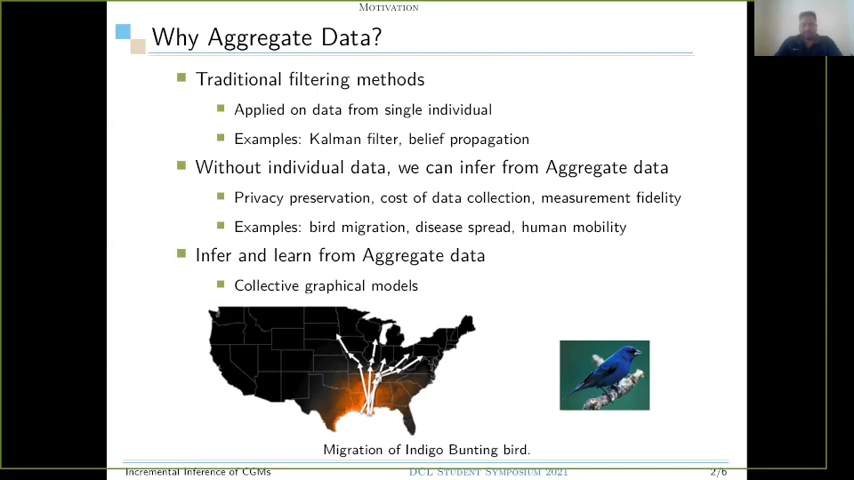 Motivation
Why Aggregate Data?
Traditional filtering methods
Applied on data from single individual
Examples: Kalman filter, belief propagation
Without individual data, we can infer from Aggregate data
Privacy preservation, cost of data collection, measurement fidelity
Examples: bird migration, disease spread, human mobility
Infer and learn from Aggregate data
Collective graphical models
Migration of Indigo Bunting bird.
Incremental Inference of CGMs DCL Student Symposium 2021 2/6